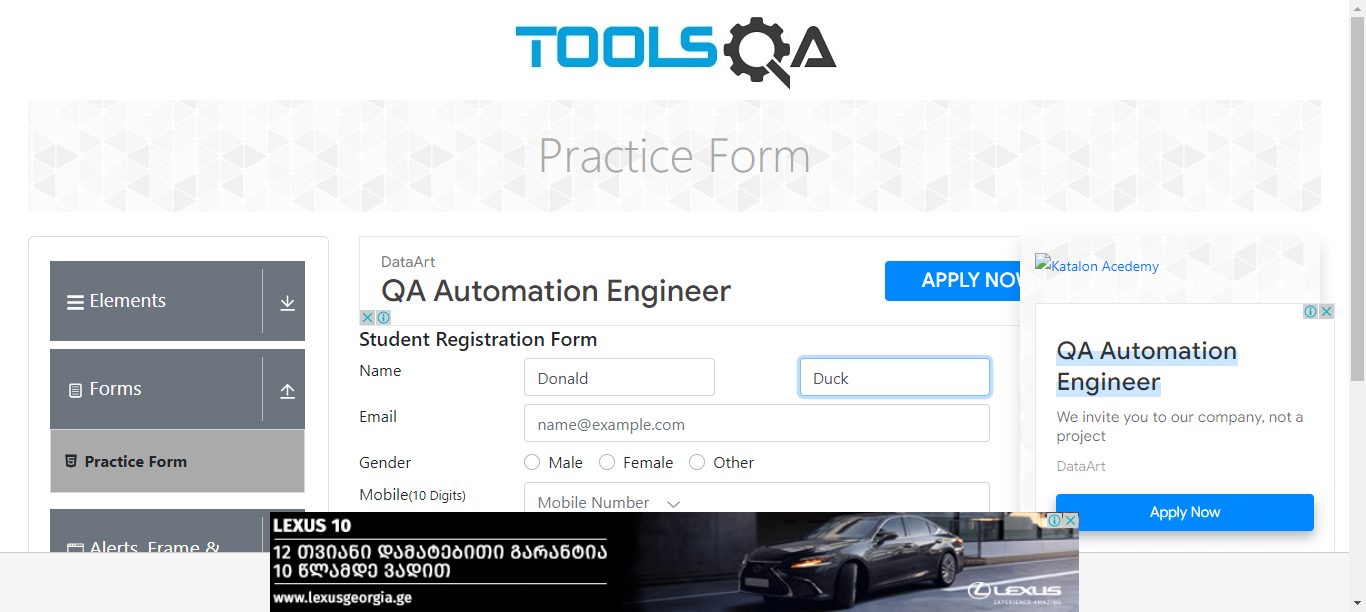 TOOLSQA
Practice Form
Elements
Forms
Practice Form
Alerts, Frame &
DataArt
QA Automation Engineer
APPLY NOW
Student Registration Form
Name
Donald
Duck
Email
name@example.com
Gender
Male
Female
Other
Mobile(10 Digits)
Mobile Number
Katalon Acedemy
QA Automation
Engineer
We invite you to our company, not a
project
DataArt
Apply Now
LEXUS 10
12 თვიანი დამატებითი გარანტია
10 წლამდე ვადით
www.lexusgeorgia.ge
LEXUS
EXPERIENCE AMAZING